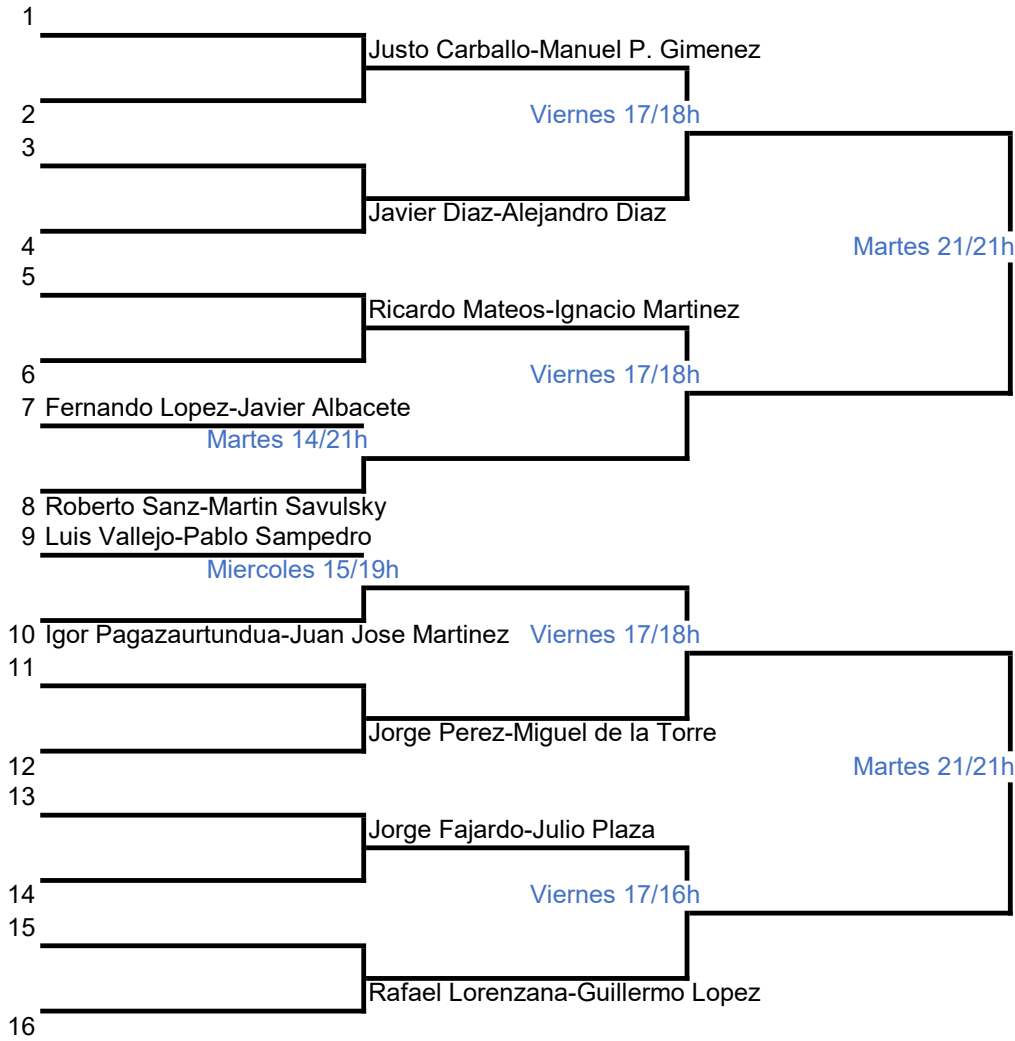 1
Justo Carballo-Manuel P. Gimenez
2
Viernes 17/18h
3
Javier Diaz-Alejandro Diaz
4
Martes 21/21h
5
Ricardo Mateos-Ignacio Martinez
6
Viernes 17/18h
7 Fernando Lopez-Javier Albacete
Martes 14/21h
8 Roberto Sanz-Martin Savulsky
9 Luis Vallejo-Pablo Sampedro
Miercoles 15/19h
10 Igor Pagazaurtundua-Juan Jose Martinez
Viernes 17/18h
11
Jorge Perez-Miguel de la Torre
12
Martes 21/21h
13
Jorge Fajardo-Julio Plaza
14
Viernes 17/16h
15
Rafael Lorenzana-Guillermo Lopez
16